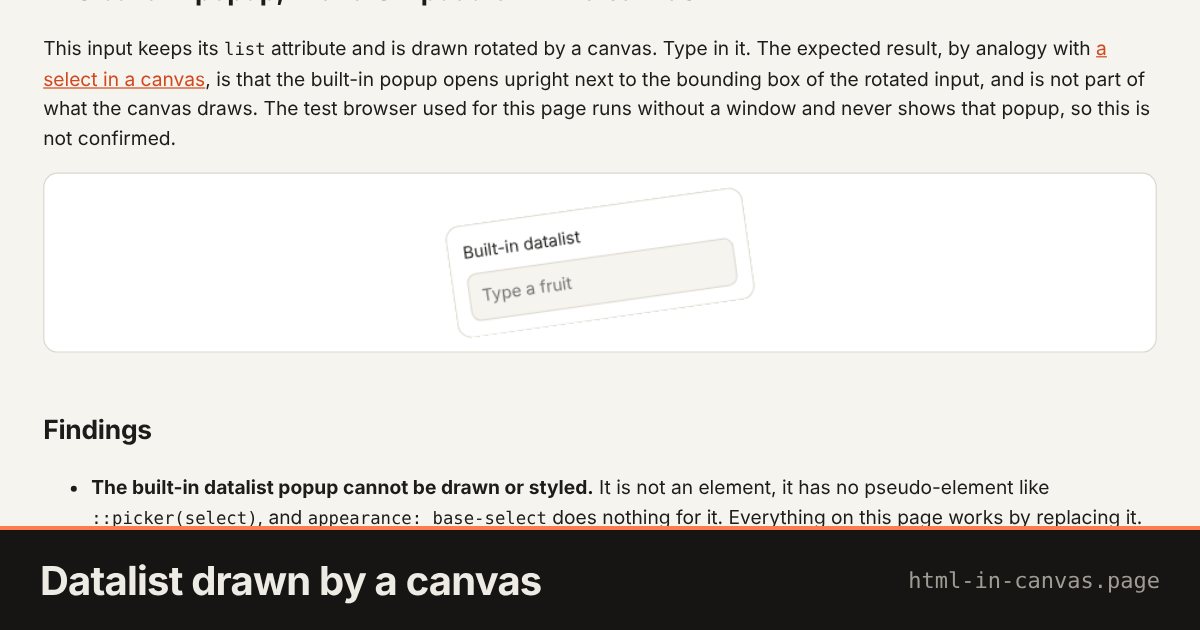 This input keeps its list attribute and is drawn rotated by a canvas. Type in it. The expected result, by analogy with a
select in a canvas, is that the built-in popup opens upright next to the bounding box of the rotated input, and is not part of
what the canvas draws. The test browser used for this page runs without a window and never shows that popup, so this is
not confirmed.
Built-in datalist
Type a fruit
Findings
• The built-in datalist popup cannot be drawn or styled. It is not an element, it has no pseudo-element like
::picker(select), and appearance: base-select does nothing for it. Everything on this page works by replacing it.
Datalist drawn by a canvas
html-in-canvas.page